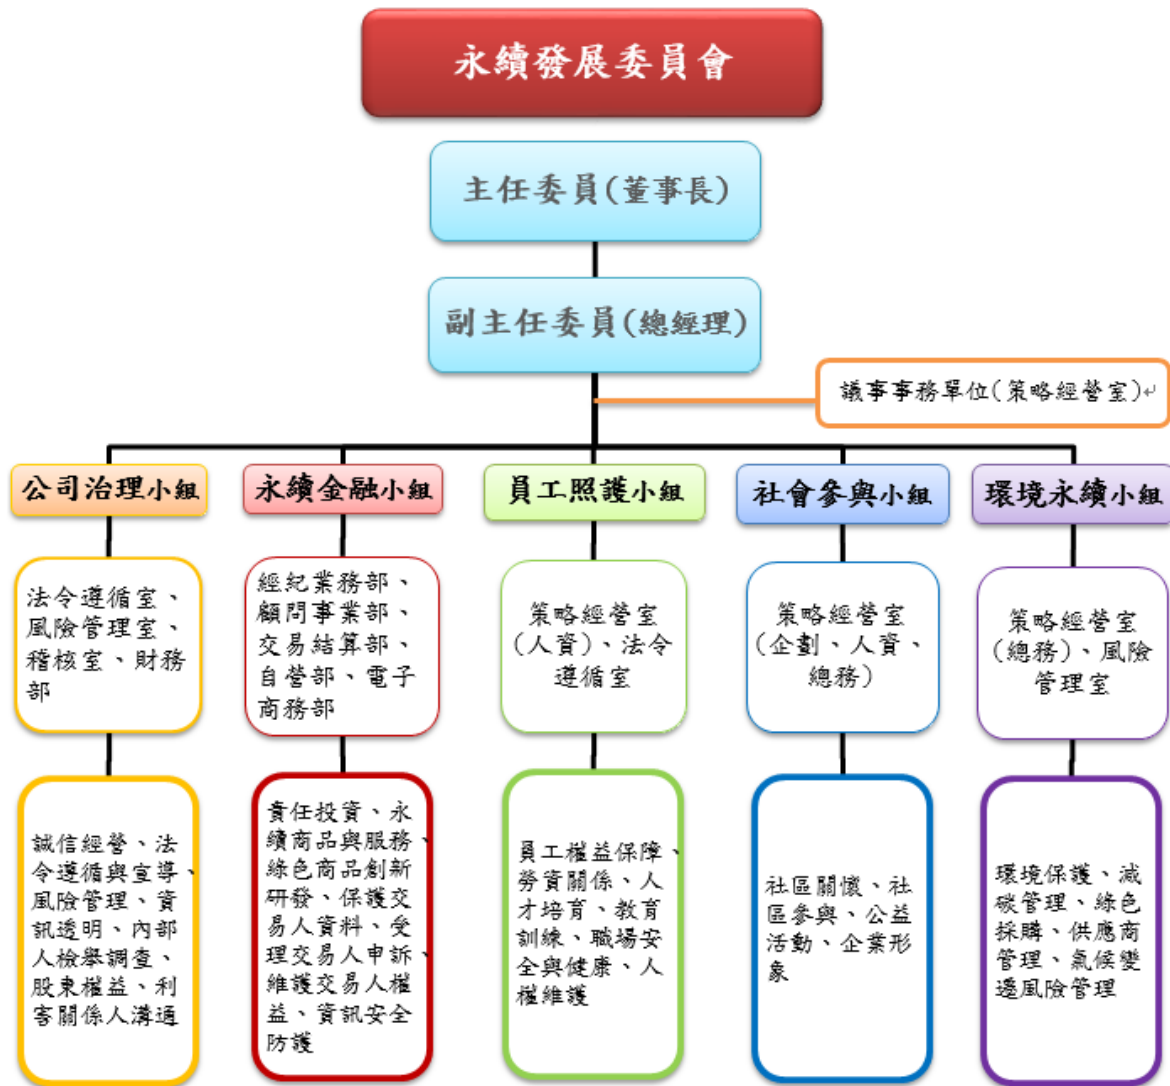 永續發展委員會
主任委員(董事長)
副主任委員(總經理)
議事事務單位(策略經營室)↵
公司治理小組
永續金融小組
員工照護小組
社會參與小組
環境永續小組
法令遵循室、
風險管理室、
稽核室、財務
部
經紀業務部、
顧問事業部、
交易結算部、
自營部、電子
商務部
策略經營室
(人資)、法令
遵循室
策略經營室
(企劃、人資、
總務)
策略經營室
(總務)、風險
管理室
誠信經營、法
令遵循與宣導、
風險管理、資
訊透明、內部
人檢舉調查、
股東權益、利
害關係人溝通
責任投資、永
續商品與服務、
綠色商品創新
研發、保護交
易人資料、受
理交易人申訴、
維護交易人權
益、資訊安全
防護
員工權益保障、
勞資關係、人
才培育、教育
訓練、職場安
全與健康、人
權維護
社區關懷、社
區參與、公益
活動、企業形
象
環境保護、減
碳管理、綠色
採購、供應商
管理、氣候變
遷風險管理